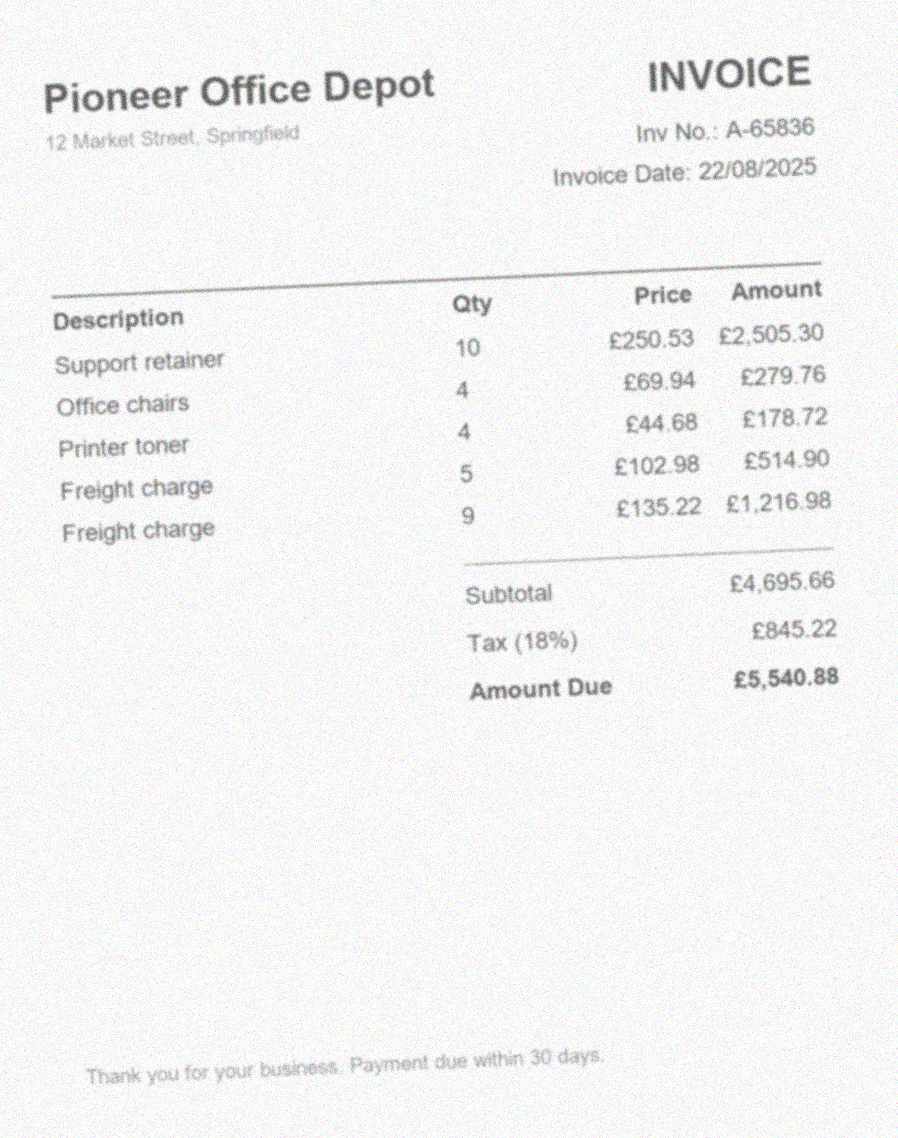 Pioneer Office Depot
INVOICE
12 Market Street, Springfield
Inv No.: A-65836
Invoice Date: 22/08/2025
Description Qty Price Amount
Support retainer 10 £250.53 £2,505.30
Office chairs 4 £69.94 £279.76
Printer toner 4 £44.68 £178.72
Freight charge 5 £102.98 £514.90
Freight charge 9 £135.22 £1,216.98
Subtotal £4,695.66
Tax (18%) £845.22
Amount Due £5,540.88
Thank you for your business. Payment due within 30 days.